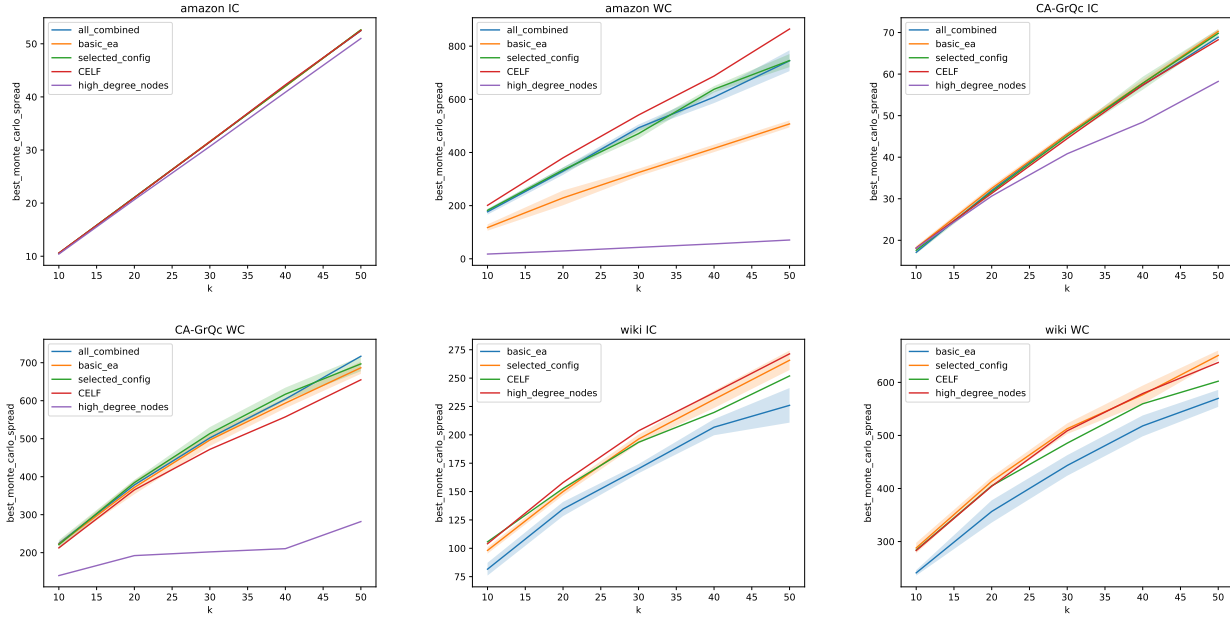 amazon IC
best_monte_carlo_spread
50
40
30
20
10
all_combined
basic_ea
selected_config
CELF
high_degree_nodes
10 15 20 25 30 35 40 45 50
k
amazon WC
best_monte_carlo_spread
800
600
400
200
0
all_combined
basic_ea
selected_config
CELF
high_degree_nodes
10 15 20 25 30 35 40 45 50
k
CA-GrQc IC
best_monte_carlo_spread
70
60
50
40
30
20
all_combined
basic_ea
selected_config
CELF
high_degree_nodes
10 15 20 25 30 35 40 45 50
k
CA-GrQc WC
best_monte_carlo_spread
700
600
500
400
300
200
all_combined
basic_ea
selected_config
CELF
high_degree_nodes
10 15 20 25 30 35 40 45 50
k
wiki IC
best_monte_carlo_spread
275
250
225
200
175
150
125
100
75
basic_ea
selected_config
CELF
high_degree_nodes
10 15 20 25 30 35 40 45 50
k
wiki WC
best_monte_carlo_spread
600
500
400
300
basic_ea
selected_config
CELF
high_degree_nodes
10 15 20 25 30 35 40 45 50
k